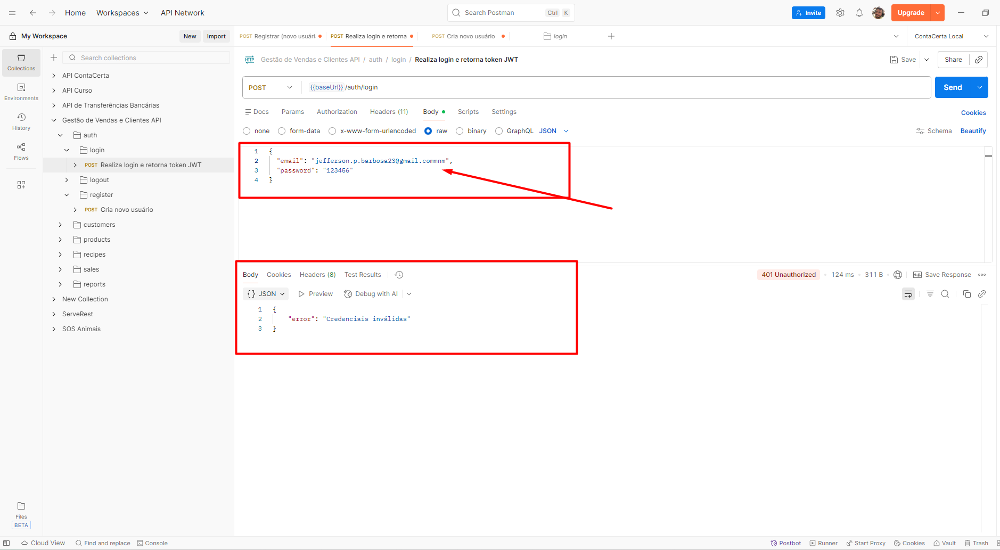 Home Workspaces API Network Search Postman Ctrl K Invite Upgrade
My Workspace New Import
POST Registrar (novo usuári POST Realiza login e retorna POST Cria novo usuário login ContaCerta Local
Collections
Environments
History
Flows
Files
BETA
Search collections
API ContaCerta
API Curso
API de Transferências Bancárias
Gestão de Vendas e Clientes API
auth
login
POST Realiza login e retorna token JWT
logout
register
POST Cria novo usuário
customers
products
recipes
sales
reports
New Collection
ServeRest
SOS Animais
HTTP Gestão de Vendas e Clientes API / auth / login / Realiza login e retorna token JWT Save Share
POST {{baseUrl}} /auth/login Send
Docs Params Authorization Headers (11) Body Scripts Settings Cookies
none form-data x-www-form-urlencoded raw binary GraphQL JSON Schema Beautify
1 {
2 "email": "jefferson.p.barbosa23@gmail.commnm",
3 "password": "123456"
4 }
Body Cookies Headers (8) Test Results 401 Unauthorized 124 ms 311 B e.g. Save Response
{} JSON Preview Debug with AI
1 {
2 "error": "Credenciais inválidas"
3 }
Cloud View Find and replace Console Postbot Runner Start Proxy Cookies Vault Trash